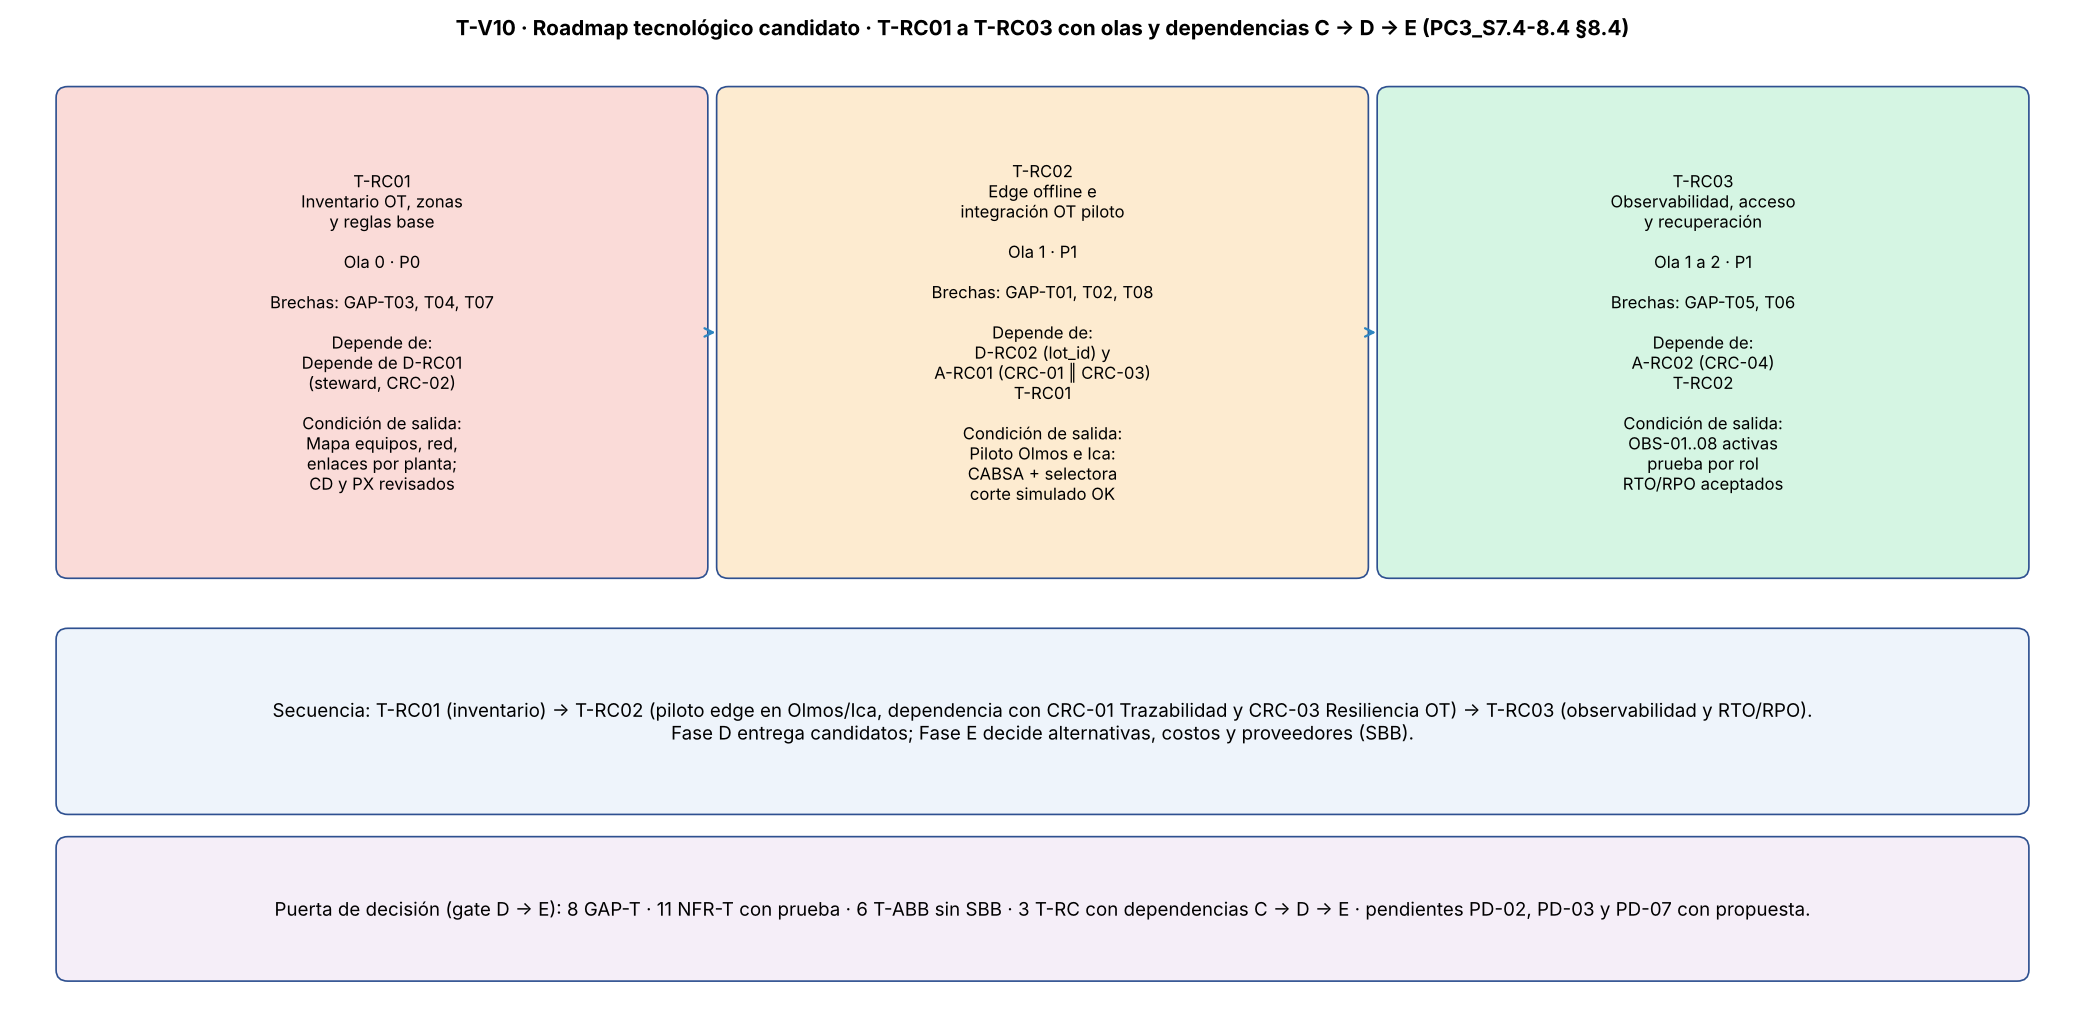 T-V10 · Roadmap tecnológico candidato · T-RC01 a T-RC03 con olas y dependencias C → D → E (PC3_S7.4-8.4 §8.4)
T-RC01
Inventario OT, zonas
y reglas base
Ola 0 · P0
Brechas: GAP-T03, T04, T07
Depende de:
Depende de D-RC01
(steward, CRC-02)
Condición de salida:
Mapa equipos, red,
enlaces por planta;
CD y PX revisados
T-RC02
Edge offline e
integración OT piloto
Ola 1 · P1
Brechas: GAP-T01, T02, T08
Depende de:
D-RC02 (lot_id) y
A-RC01 (CRC-01 ‖ CRC-03)
T-RC01
Condición de salida:
Piloto Olmos e Ica:
CABSA + selectora
corte simulado OK
T-RC03
Observabilidad, acceso
y recuperación
Ola 1 a 2 · P1
Brechas: GAP-T05, T06
Depende de:
A-RC02 (CRC-04)
T-RC02
Condición de salida:
OBS-01..08 activas
prueba por rol
RTO/RPO aceptados
Secuencia: T-RC01 (inventario) → T-RC02 (piloto edge en Olmos/Ica, dependencia con CRC-01 Trazabilidad y CRC-03 Resiliencia OT) → T-RC03 (observabilidad y RTO/RPO).
Fase D entrega candidatos; Fase E decide alternativas, costos y proveedores (SBB).
Puerta de decisión (gate D → E): 8 GAP-T · 11 NFR-T con prueba · 6 T-ABB sin SBB · 3 T-RC con dependencias C → D → E · pendientes PD-02, PD-03 y PD-07 con propuesta.